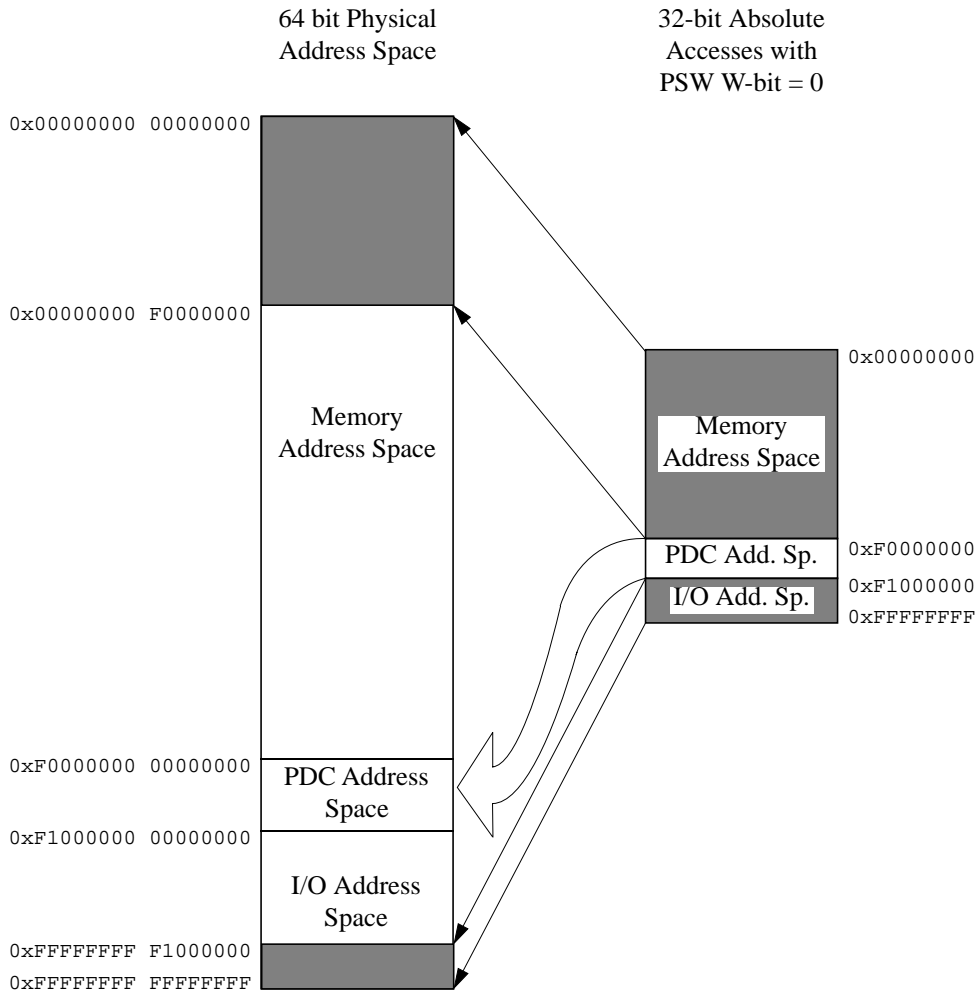 64 bit Physical
Address Space
32-bit Absolute
Accesses with
PSW W-bit = 0
0x00000000 00000000
0x00000000 F0000000
Memory
Address Space
0xF0000000 00000000
PDC Address
Space
0xF1000000 00000000
I/O Address
Space
0xFFFFFFFF F1000000
0xFFFFFFFF FFFFFFFF
0x00000000
Memory
Address Space
PDC Add. Sp.
0xF0000000
I/O Add. Sp.
0xF1000000
0xFFFFFFFF